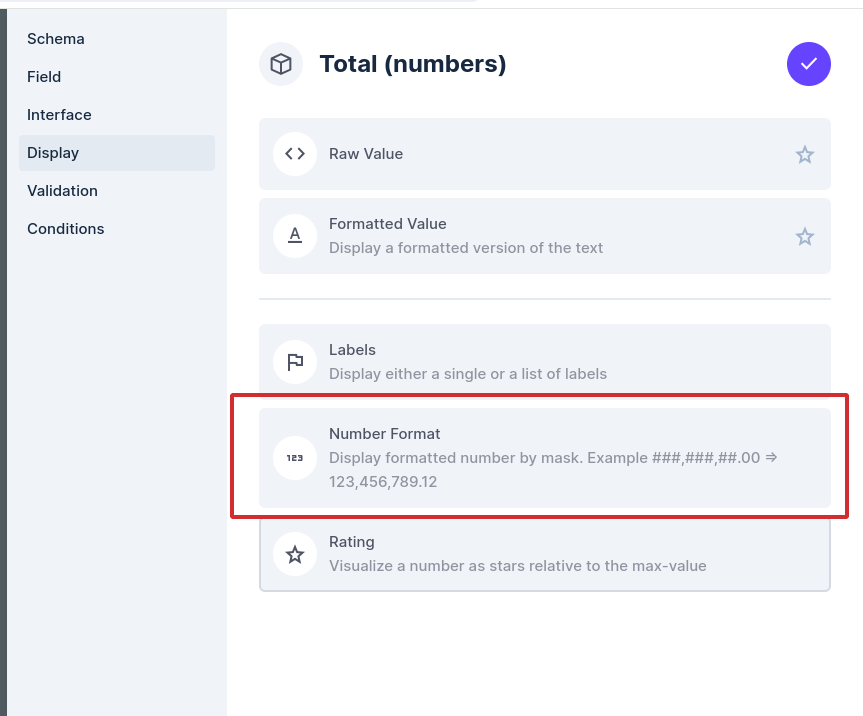 Schema
Field
Interface
Display
Validation
Conditions
Total (numbers)
Raw Value
Formatted Value
Display a formatted version of the text
Labels
Display either a single or a list of labels
123
Number Format
Display formatted number by mask. Example ###,###,##.00 ⇒
123,456,789.12
Rating
Visualize a number as stars relative to the max-value